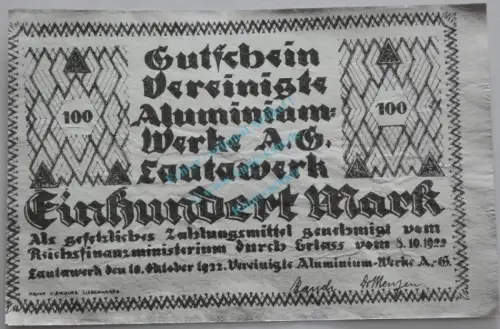 Gutschein
Vereinigte
Aluminium-
Werke A.G.
Lautawerk
100
100
Einhundert Mark
Als gesetzliches Zahlungsmittel genehmigt vom
Reichsfinanzministerium durch Erlass vom 8.10.1922
Lautawerk den 16. Oktober 1922. Vereinigte Aluminium-Werke A.-G.